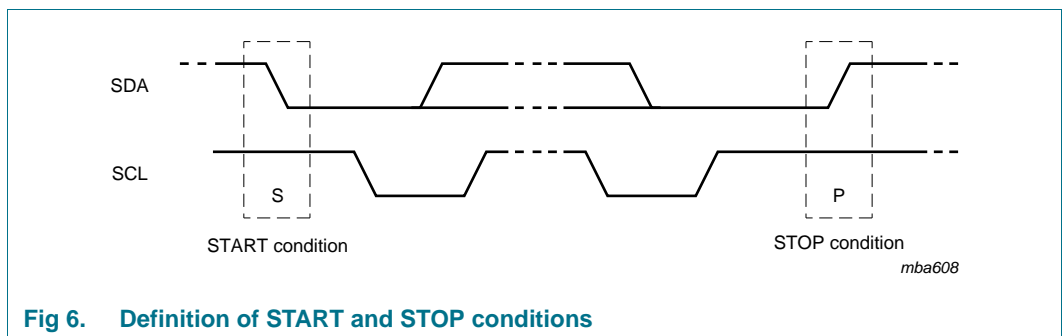 SDA
SCL
S
P
START condition
STOP condition
mba608
Fig 6. Definition of START and STOP conditions